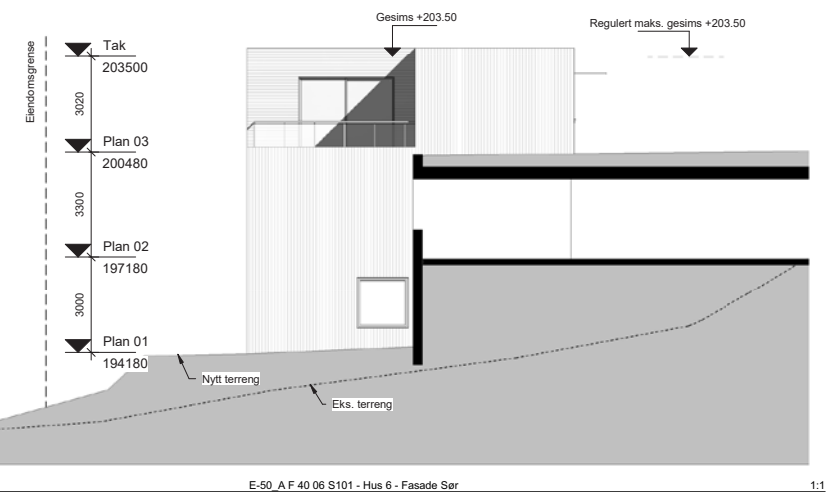 Gesims +203.50
Regulert maks. gesims +203.50
Eiendomsgrense
Tak
203500
3020
Plan 03
200480
3300
Plan 02
197180
3000
Plan 01
194180
Nytt terreng
Eks. terreng
E-50_A F 40 06 S101 - Hus 6 - Fasade Sør
1:1